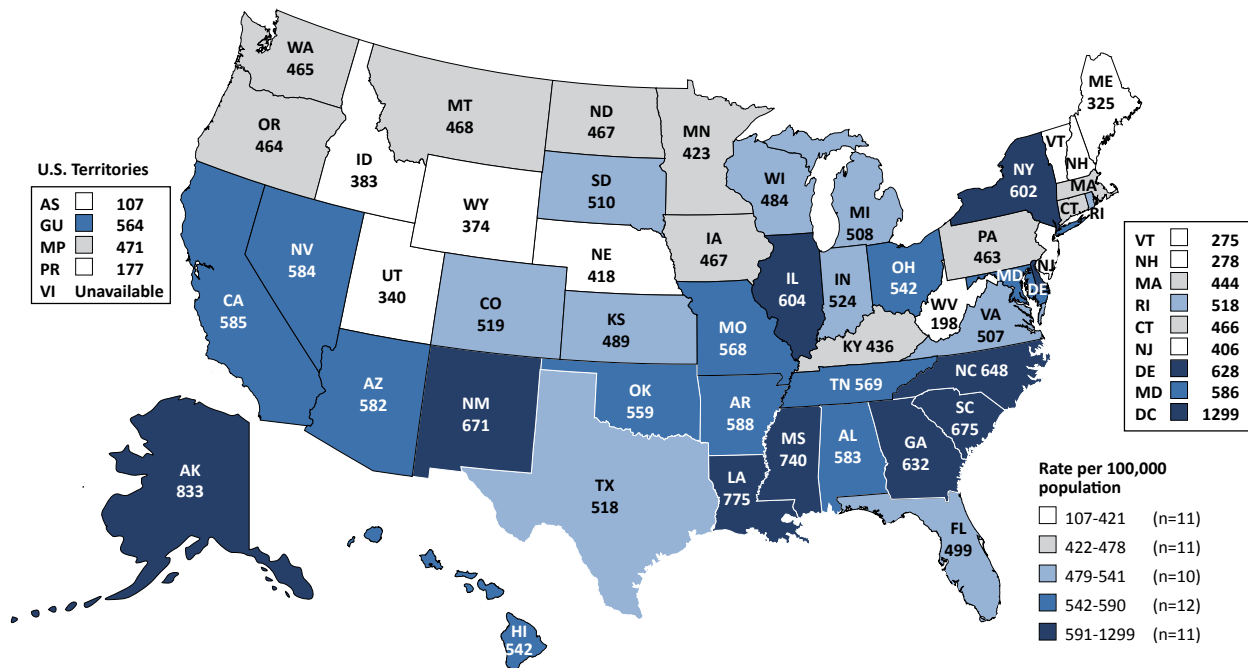 WA
465
OR
464
ID
383
MT
468
ND
467
MN
423
SD
510
WY
374
NE
418
IA
467
WI
484
MI
508
NV
584
UT
340
CA
585
CO
519
KS
489
MO
568
IL
604
IN
524
OH
542
PA
463
NY
602
ME
325
VT
NH
MA
CT
RI
NJ
MD
DE
WV
198
VA
507
KY 436
NC 648
TN 569
AZ
582
NM
671
OK
559
AR
588
SC
675
MS
740
AL
583
GA
632
LA
775
TX
518
FL
499
AK
833
HI
542
U.S. Territories
AS 107
GU 564
MP 471
PR 177
VI Unavailable
VT 275
NH 278
MA 444
RI 518
CT 466
NJ 406
DE 628
MD 586
DC 1299
Rate per 100,000
population
107-421 (n=11)
422-478 (n=11)
479-541 (n=10)
542-590 (n=12)
591-1299 (n=11)